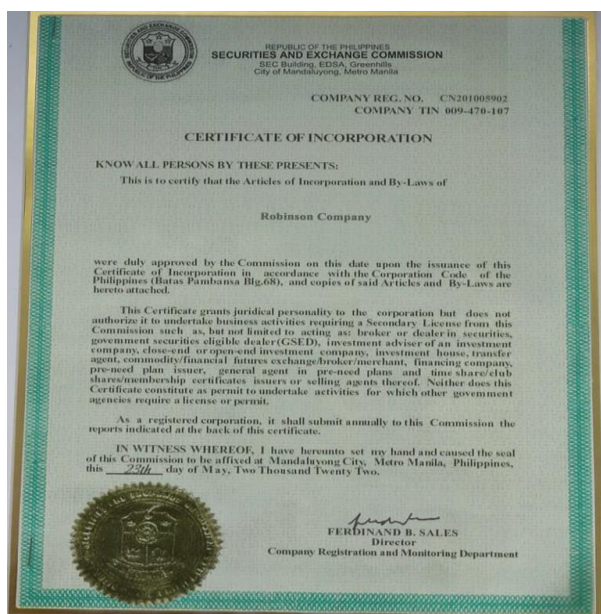 REPUBLIC OF THE PHILIPPINES
SECURITIES AND EXCHANGE COMMISSION
SEC Building, EDSA, Greenhills
City of Mandaluyong, Metro Manila
COMPANY REG. NO. CN201005902
COMPANY TIN 009-470-107
CERTIFICATE OF INCORPORATION
KNOW ALL PERSONS BY THESE PRESENTS:
This is to certify that the Articles of Incorporation and By-Laws of
Robinson Company
were duly approved by the Commission on this date upon the issuance of this
Certificate of Incorporation in accordance with the Corporation Code of the
Philippines (Batas Pambansa Blg.68), and copies of said Articles and By-Laws are
hereto attached.
This Certificate grants juridical personality to the corporation but does not
authorize it to undertake business activities requiring a Secondary License from this
Commission such as, but not limited to acting as: broker or dealer in securities,
government securities eligible dealer (GSED), investment adviser of an investment
company, close-end or open-end investment company, investment house, transfer
agent, commodity/financial futures exchange/broker/merchant, financing company,
pre-need plan issuer, general agent in pre-need plans and time share/club
shares/membership certificates issuers or selling agents thereof. Neither does this
Certificate constitute as permit to undertake activities for which other government
agencies require a license or permit.
As a registered corporation, it shall submit annually to this Commission the
reports indicated at the back of this certificate.
IN WITNESS WHEREOF, I have hereunto set my hand and caused the seal
of this Commission to be affixed at Mandaluyong City, Metro Manila, Philippines,
this 23th day of May, Two Thousand Twenty Two.
FERDINAND B. SALES
Director
Company Registration and Monitoring Department